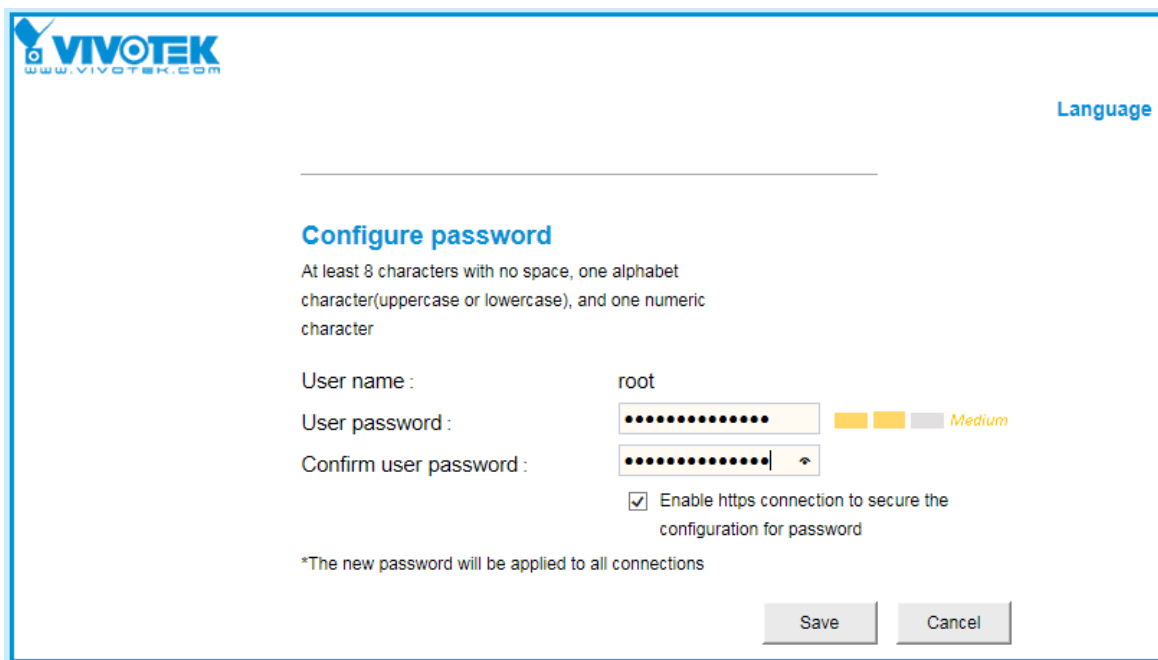 VIVOTEK
www.vivotek.com
Language
Configure password
At least 8 characters with no space, one alphabet
character(uppercase or lowercase), and one numeric
character
User name : root
User password : •••••••••••••• Medium
Confirm user password : ••••••••••••••
Enable https connection to secure the
configuration for password
*The new password will be applied to all connections
Save Cancel